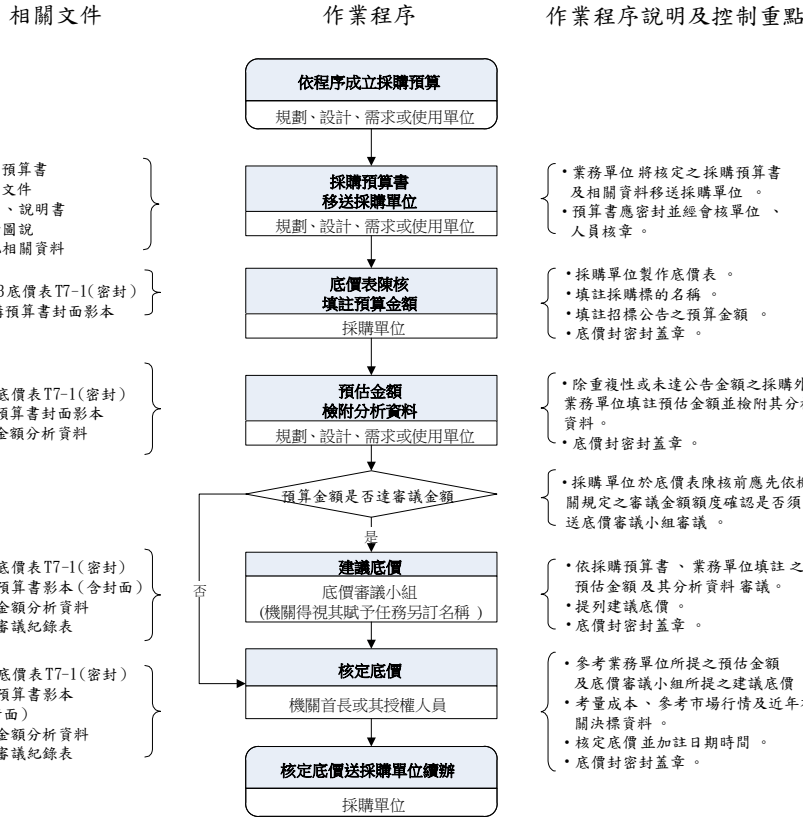 相關文件
作業程序
作業程序說明及控制重點
依程序成立採購預算
規劃、設計、需求或使用單位
預算書
文件
、說明書
圖說
相關資料
採購預算書
移送採購單位
規劃、設計、需求或使用單位
•業務單位將核定之採購預算書
及相關資料移送採購單位 。
•預算書應密封並經會核單位 、
人員核章。
3底價表T7-1(密封)
預算書封面影本
底價表陳核
填註預算金額
採購單位
•採購單位製作底價表 。
•填註採購標的名稱 。
•填註招標公告之預算金額 。
•底價封密封蓋章 。
底價表T7-1(密封)
預算書封面影本
金額分析資料
預估金額
檢附分析資料
規劃、設計、需求或使用單位
•除重複性或未達公告金額之採購外
業務單位填註預估金額並檢附其分析
資料。
•底價封密封蓋章 。
預算金額是否達審議金額
是
否
•採購單位於底價表陳核前應先依機
關規定之審議金額額度確認是否須
送底價審議小組審議 。
底價表T7-1(密封)
預算書影本(含封面)
金額分析資料
審議紀錄表
建議底價
底價審議小組
(機關得視其賦予任務另訂名稱 )
•依採購預算書 、業務單位填註之
預估金額及其分析資料審議。
•提列建議底價 。
•底價封密封蓋章 。
底價表T7-1(密封)
預算書影本
面)
金額分析資料
審議紀錄表
核定底價
機關首長或其授權人員
•參考業務單位所提之預估金額
及底價審議小組所提之建議底價
•考量成本、參考市場行情及近年相
關決標資料 。
•核定底價並加註日期時間 。
•底價封密封蓋章 。
核定底價送採購單位續辦
採購單位